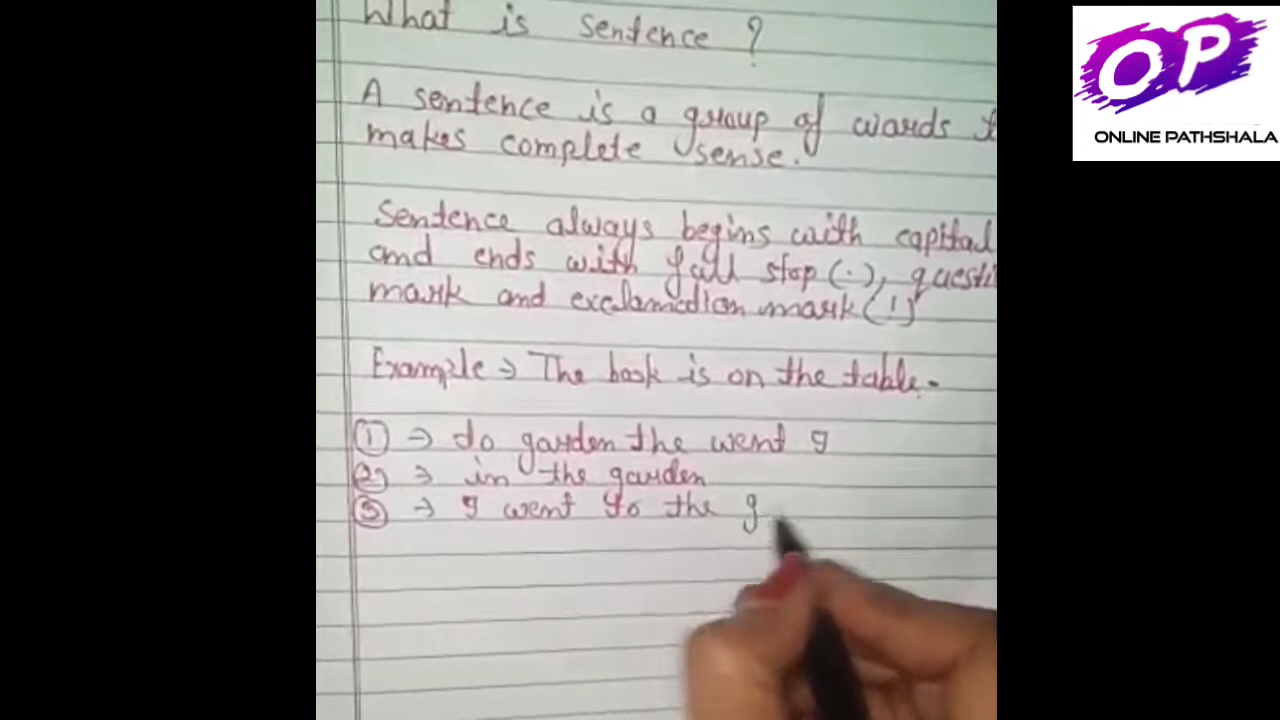 What is sentence ?
A sentence is a group of words
makes complete sense.
Sentence always begins with capital
and ends with full stop (.), questi
mark and exclamation mark (!)
Example → The book is on the table.
① → to garden the went I
② → in the garden
③ → I went to the g
OP
ONLINE PATHSHALA